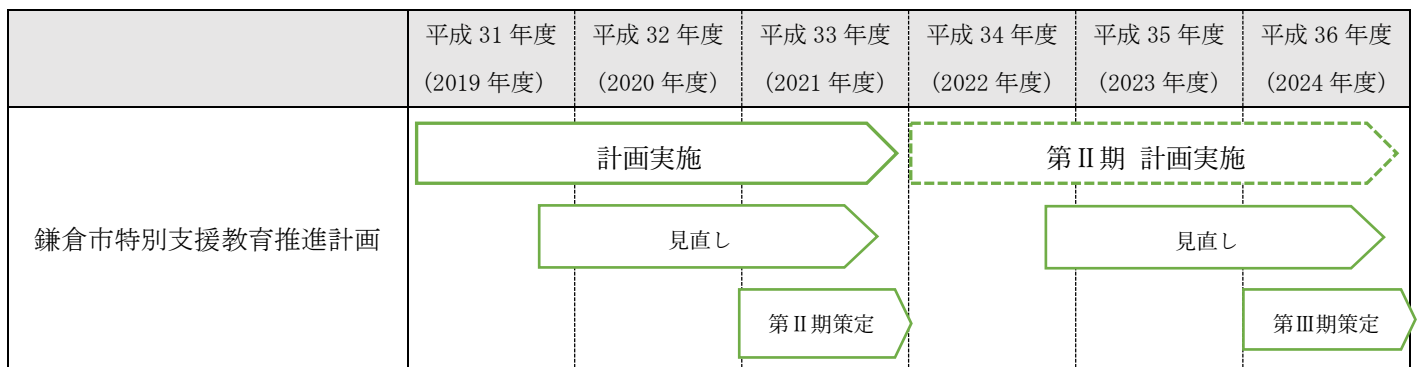 平成 31 年度 平成 32 年度 平成 33 年度 平成 34 年度 平成 35 年度 平成 36 年度
(2019 年度) (2020 年度) (2021 年度) (2022 年度) (2023 年度) (2024 年度)
計画実施 第Ⅱ期 計画実施
鎌倉市特別支援教育推進計画 見直し 見直し
第Ⅱ期策定 第Ⅲ期策定